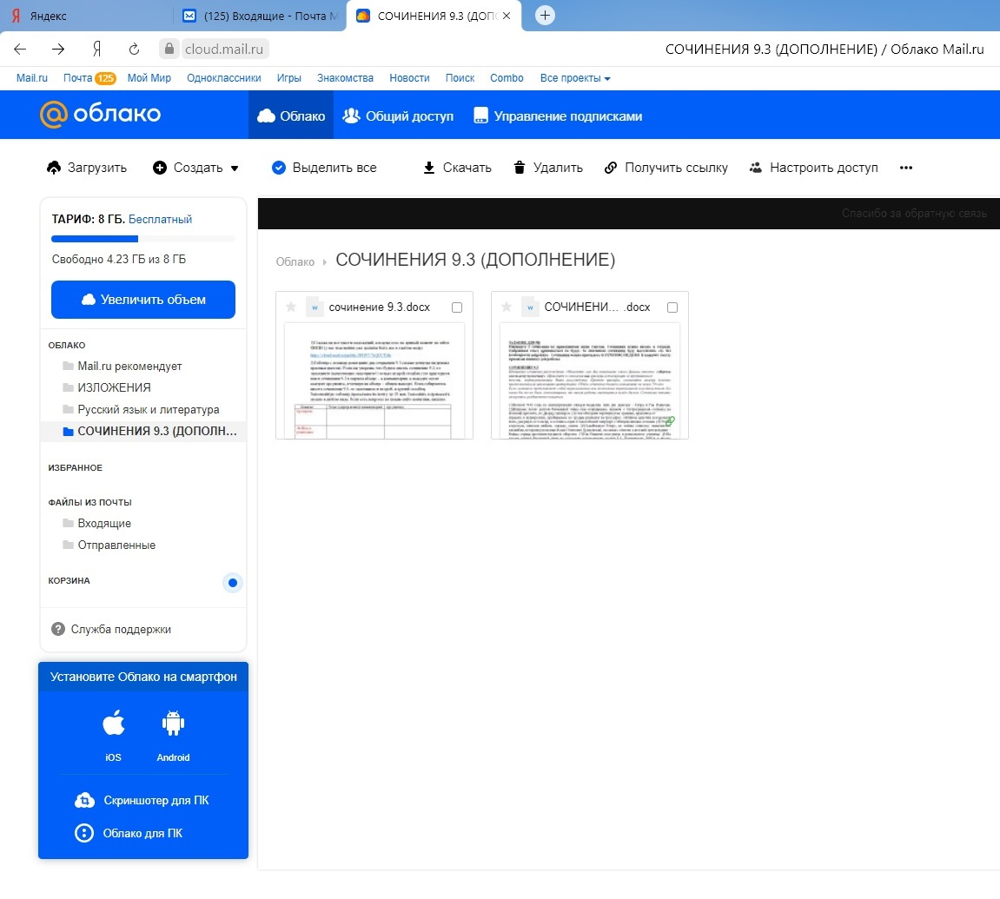 Яндекс
(125) Входящие - Почта М
СОЧИНЕНИЯ 9.3 (ДОПО
cloud.mail.ru
СОЧИНЕНИЯ 9.3 (ДОПОЛНЕНИЕ) / Облако Mail.ru
Mail.ru Почта 125 Мой Мир Одноклассники Игры Знакомства Новости Поиск Combo Все проекты
облако
Облако Общий доступ Управление подписками
Загрузить Создать Выделить все Скачать Удалить Получить ссылку Настроить доступ
ТАРИФ: 8 ГБ. Бесплатный
Свободно 4.23 ГБ из 8 ГБ
Увеличить объем
ОБЛАКО
Mail.ru рекомендует
ИЗЛОЖЕНИЯ
Русский язык и литература
СОЧИНЕНИЯ 9.3 (ДОПОЛН...
ИЗБРАННОЕ
ФАЙЛЫ ИЗ ПОЧТЫ
Входящие
Отправленные
КОРЗИНА
Служба поддержки
Установите Облако на смартфон
iOS Android
Скриншотер для ПК
Облако для ПК
Спасибо за обратную связь
Облако СОЧИНЕНИЯ 9.3 (ДОПОЛНЕНИЕ)
сочинение 9.3.docx
СОЧИНЕНИ... .docx